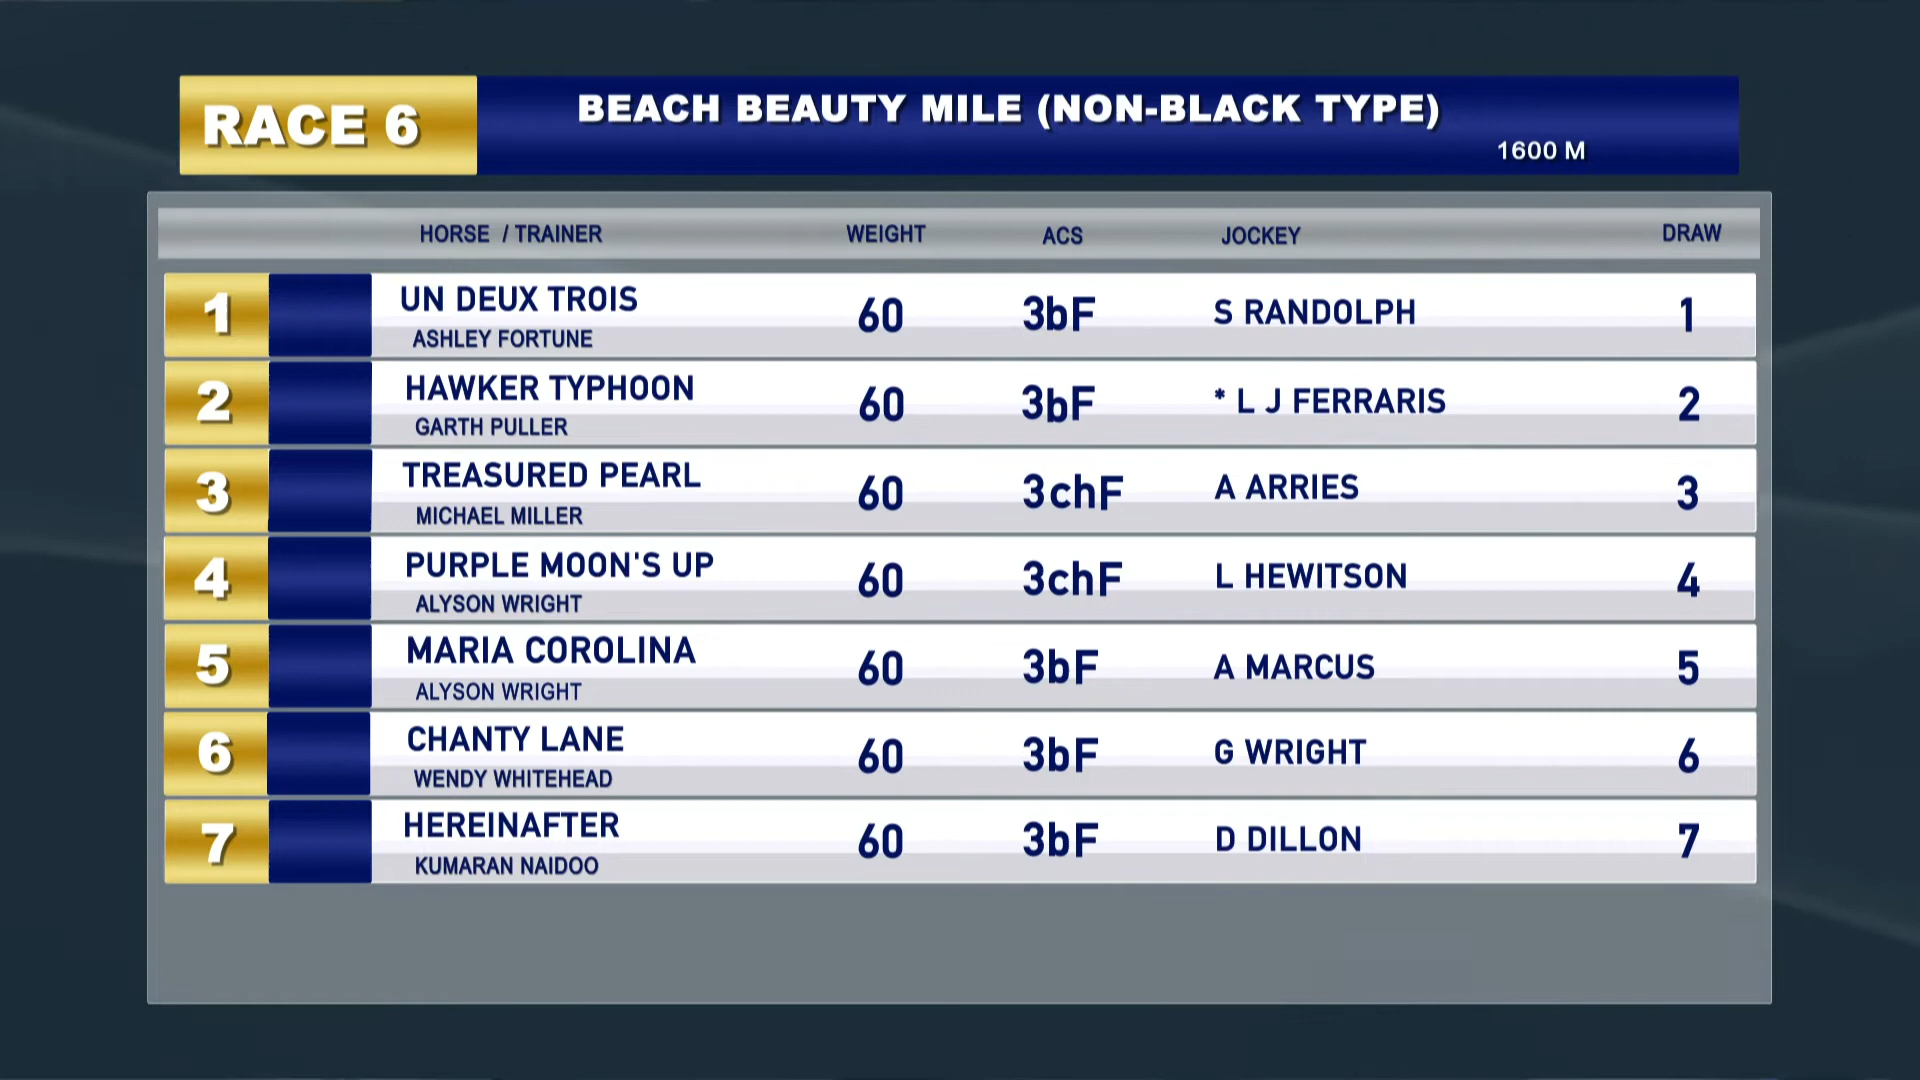 RACE 6
BEACH BEAUTY MILE (NON-BLACK TYPE)
1600 M
HORSE / TRAINER WEIGHT ACS JOCKEY DRAW
1 UN DEUX TROIS 60 3bF S RANDOLPH 1
ASHLEY FORTUNE
2 HAWKER TYPHOON 60 3bF * L J FERRARIS 2
GARTH PULLER
3 TREASURED PEARL 60 3chF A ARRIES 3
MICHAEL MILLER
4 PURPLE MOON'S UP 60 3chF L HEWITSON 4
ALYSON WRIGHT
5 MARIA COROLINA 60 3bF A MARCUS 5
ALYSON WRIGHT
6 CHANTY LANE 60 3bF G WRIGHT 6
WENDY WHITEHEAD
7 HEREINAFTER 60 3bF D DILLON 7
KUMARAN NAIDOO